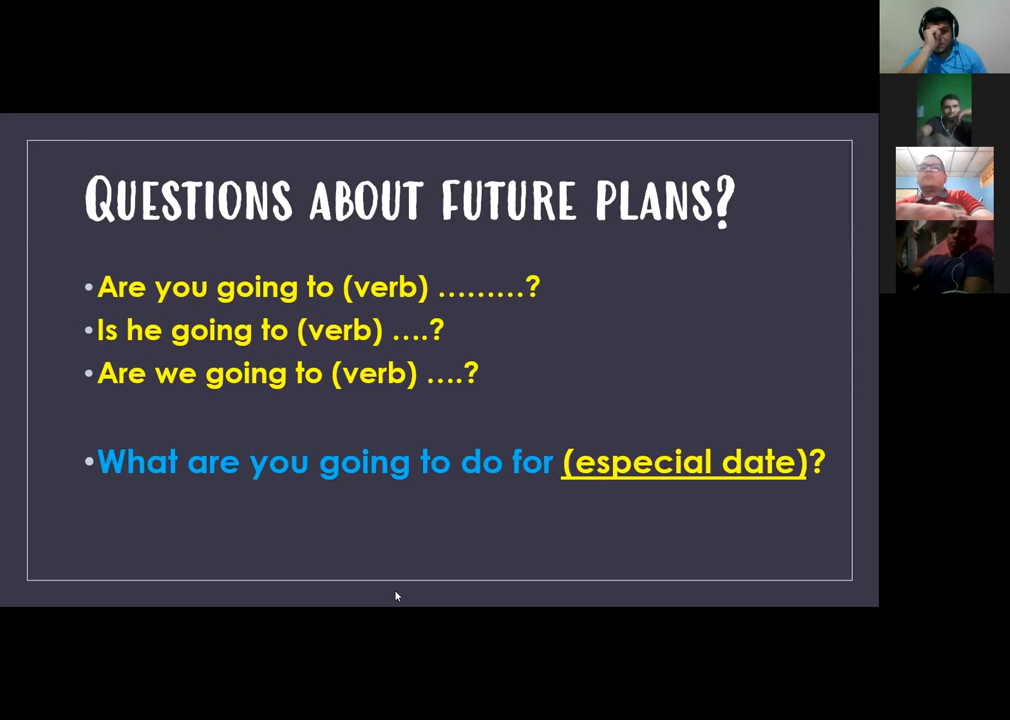 QUESTIONS ABOUT FUTURE PLANS?
•Are you going to (verb) .........?
•Is he going to (verb) ....?
•Are we going to (verb) ....?
•What are you going to do for (especial date)?